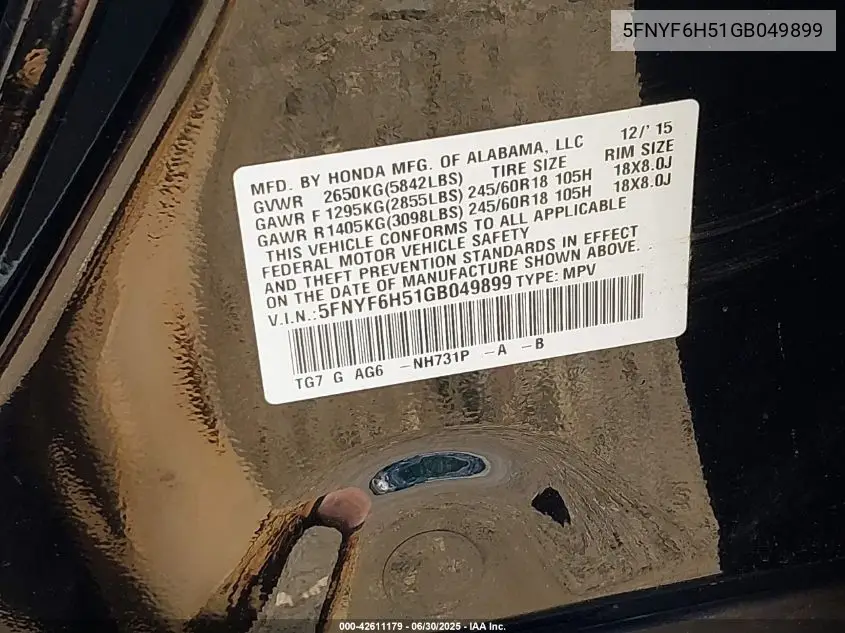 5FNYF6H51GB049899
MFD. BY HONDA MFG. OF ALABAMA, LLC 12/'15
GVWR 2650KG(5842LBS) TIRE SIZE RIM SIZE
GAWR F 1295KG(2855LBS) 245/60R18 105H 18X8.0J
GAWR R 1405KG(3098LBS) 245/60R18 105H 18X8.0J
THIS VEHICLE CONFORMS TO ALL APPLICABLE
FEDERAL MOTOR VEHICLE SAFETY
AND THEFT PREVENTION STANDARDS IN EFFECT
ON THE DATE OF MANUFACTURE SHOWN ABOVE.
V.I.N.:5FNYF6H51GB049899 TYPE: MPV
TG7 G AG6 -NH731P -A -B
000-42611179 - 06/30/2025 - IAA Inc.